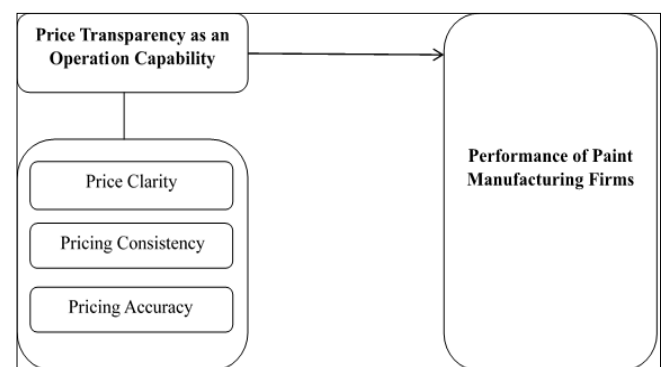 Price Transparency as an
Operation Capability
Price Clarity
Pricing Consistency
Pricing Accuracy
Performance of Paint
Manufacturing Firms